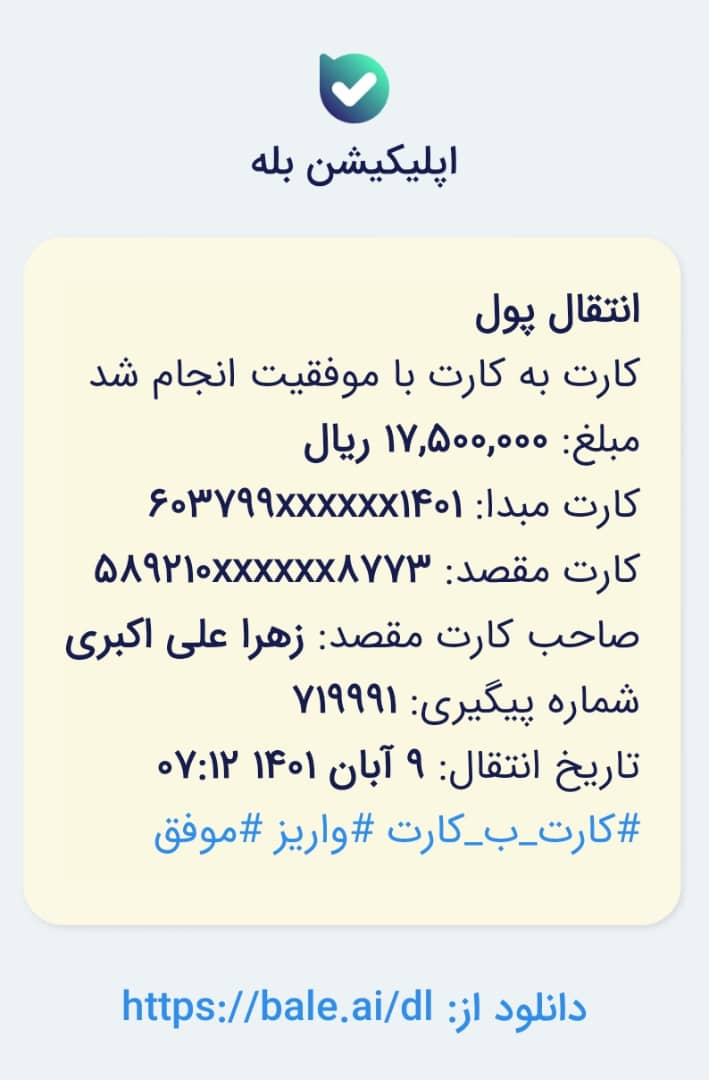 اپلیکیشن بله
انتقال پول
کارت به کارت با موفقیت انجام شد
مبلغ: ۱۷,۵۰۰,۰۰۰ ریال
کارت مبدا: ۶۰۳۷۹۹xxxxxx۱۴۰۱
کارت مقصد: ۵۸۹۲۱۰xxxxxx۸۷۷۳
صاحب کارت مقصد: زهرا علی اکبری
شماره پیگیری: ۷۱۹۹۹۱
تاریخ انتقال: ۹ آبان ۱۴۰۱ ۰۷:۱۲
#کارت_ب_کارت #واریز #موفق
دانلود از: https://bale.ai/dl